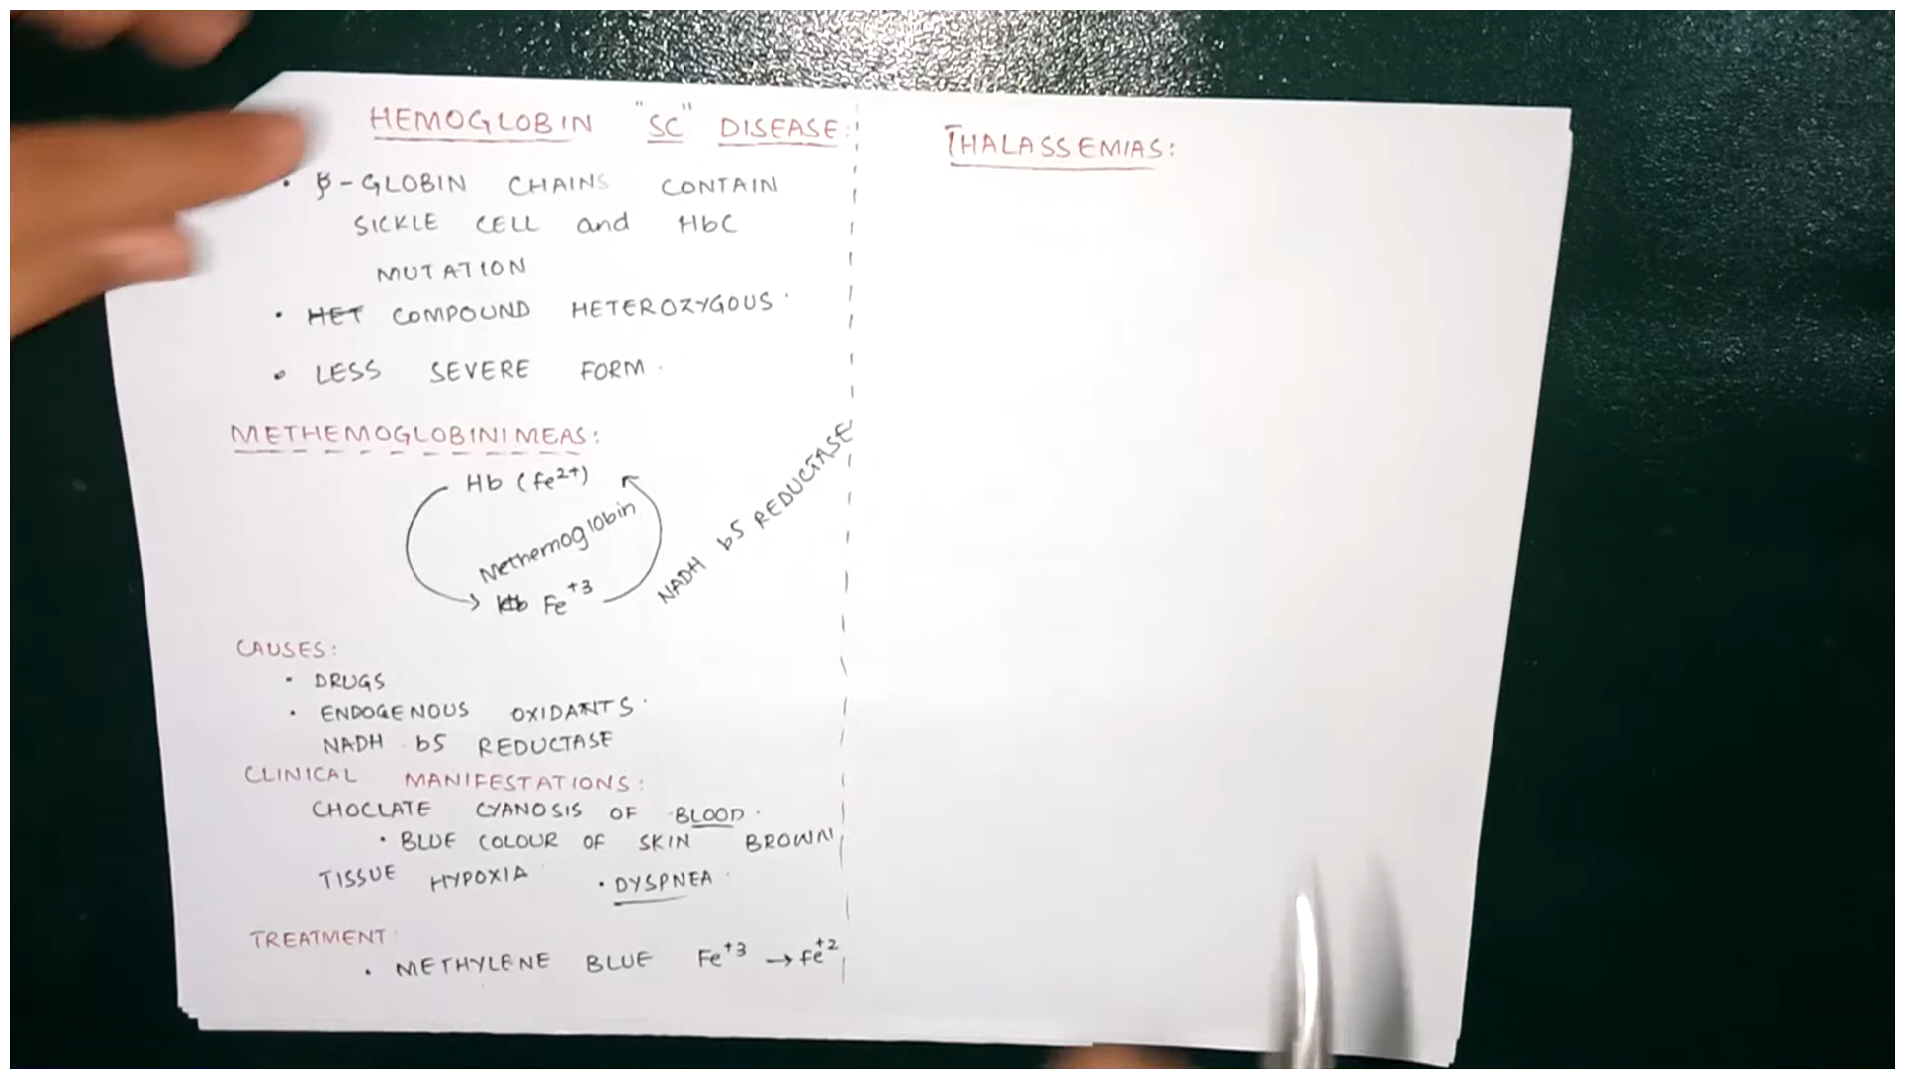 HEMOGLOBIN "SC" DISEASE:
• β-GLOBIN CHAINS CONTAIN
SICKLE CELL and HbC
MUTATION
• HET COMPOUND HETEROZYGOUS.
• LESS SEVERE FORM.
METHEMOGLOBINIMEAS:
Hb (Fe2+)
Methemoglobin
Hb Fe+3
NADH b5 REDUCTASE
CAUSES:
• DRUGS
• ENDOGENOUS OXIDANTS.
NADH b5 REDUCTASE
CLINICAL MANIFESTATIONS:
CHOCLATE CYANOSIS OF BLOOD.
• BLUE COLOUR OF SKIN BROWN
TISSUE HYPOXIA • DYSPNEA.
TREATMENT:
• METHYLENE BLUE Fe+3 → Fe+2
THALASSEMIAS: